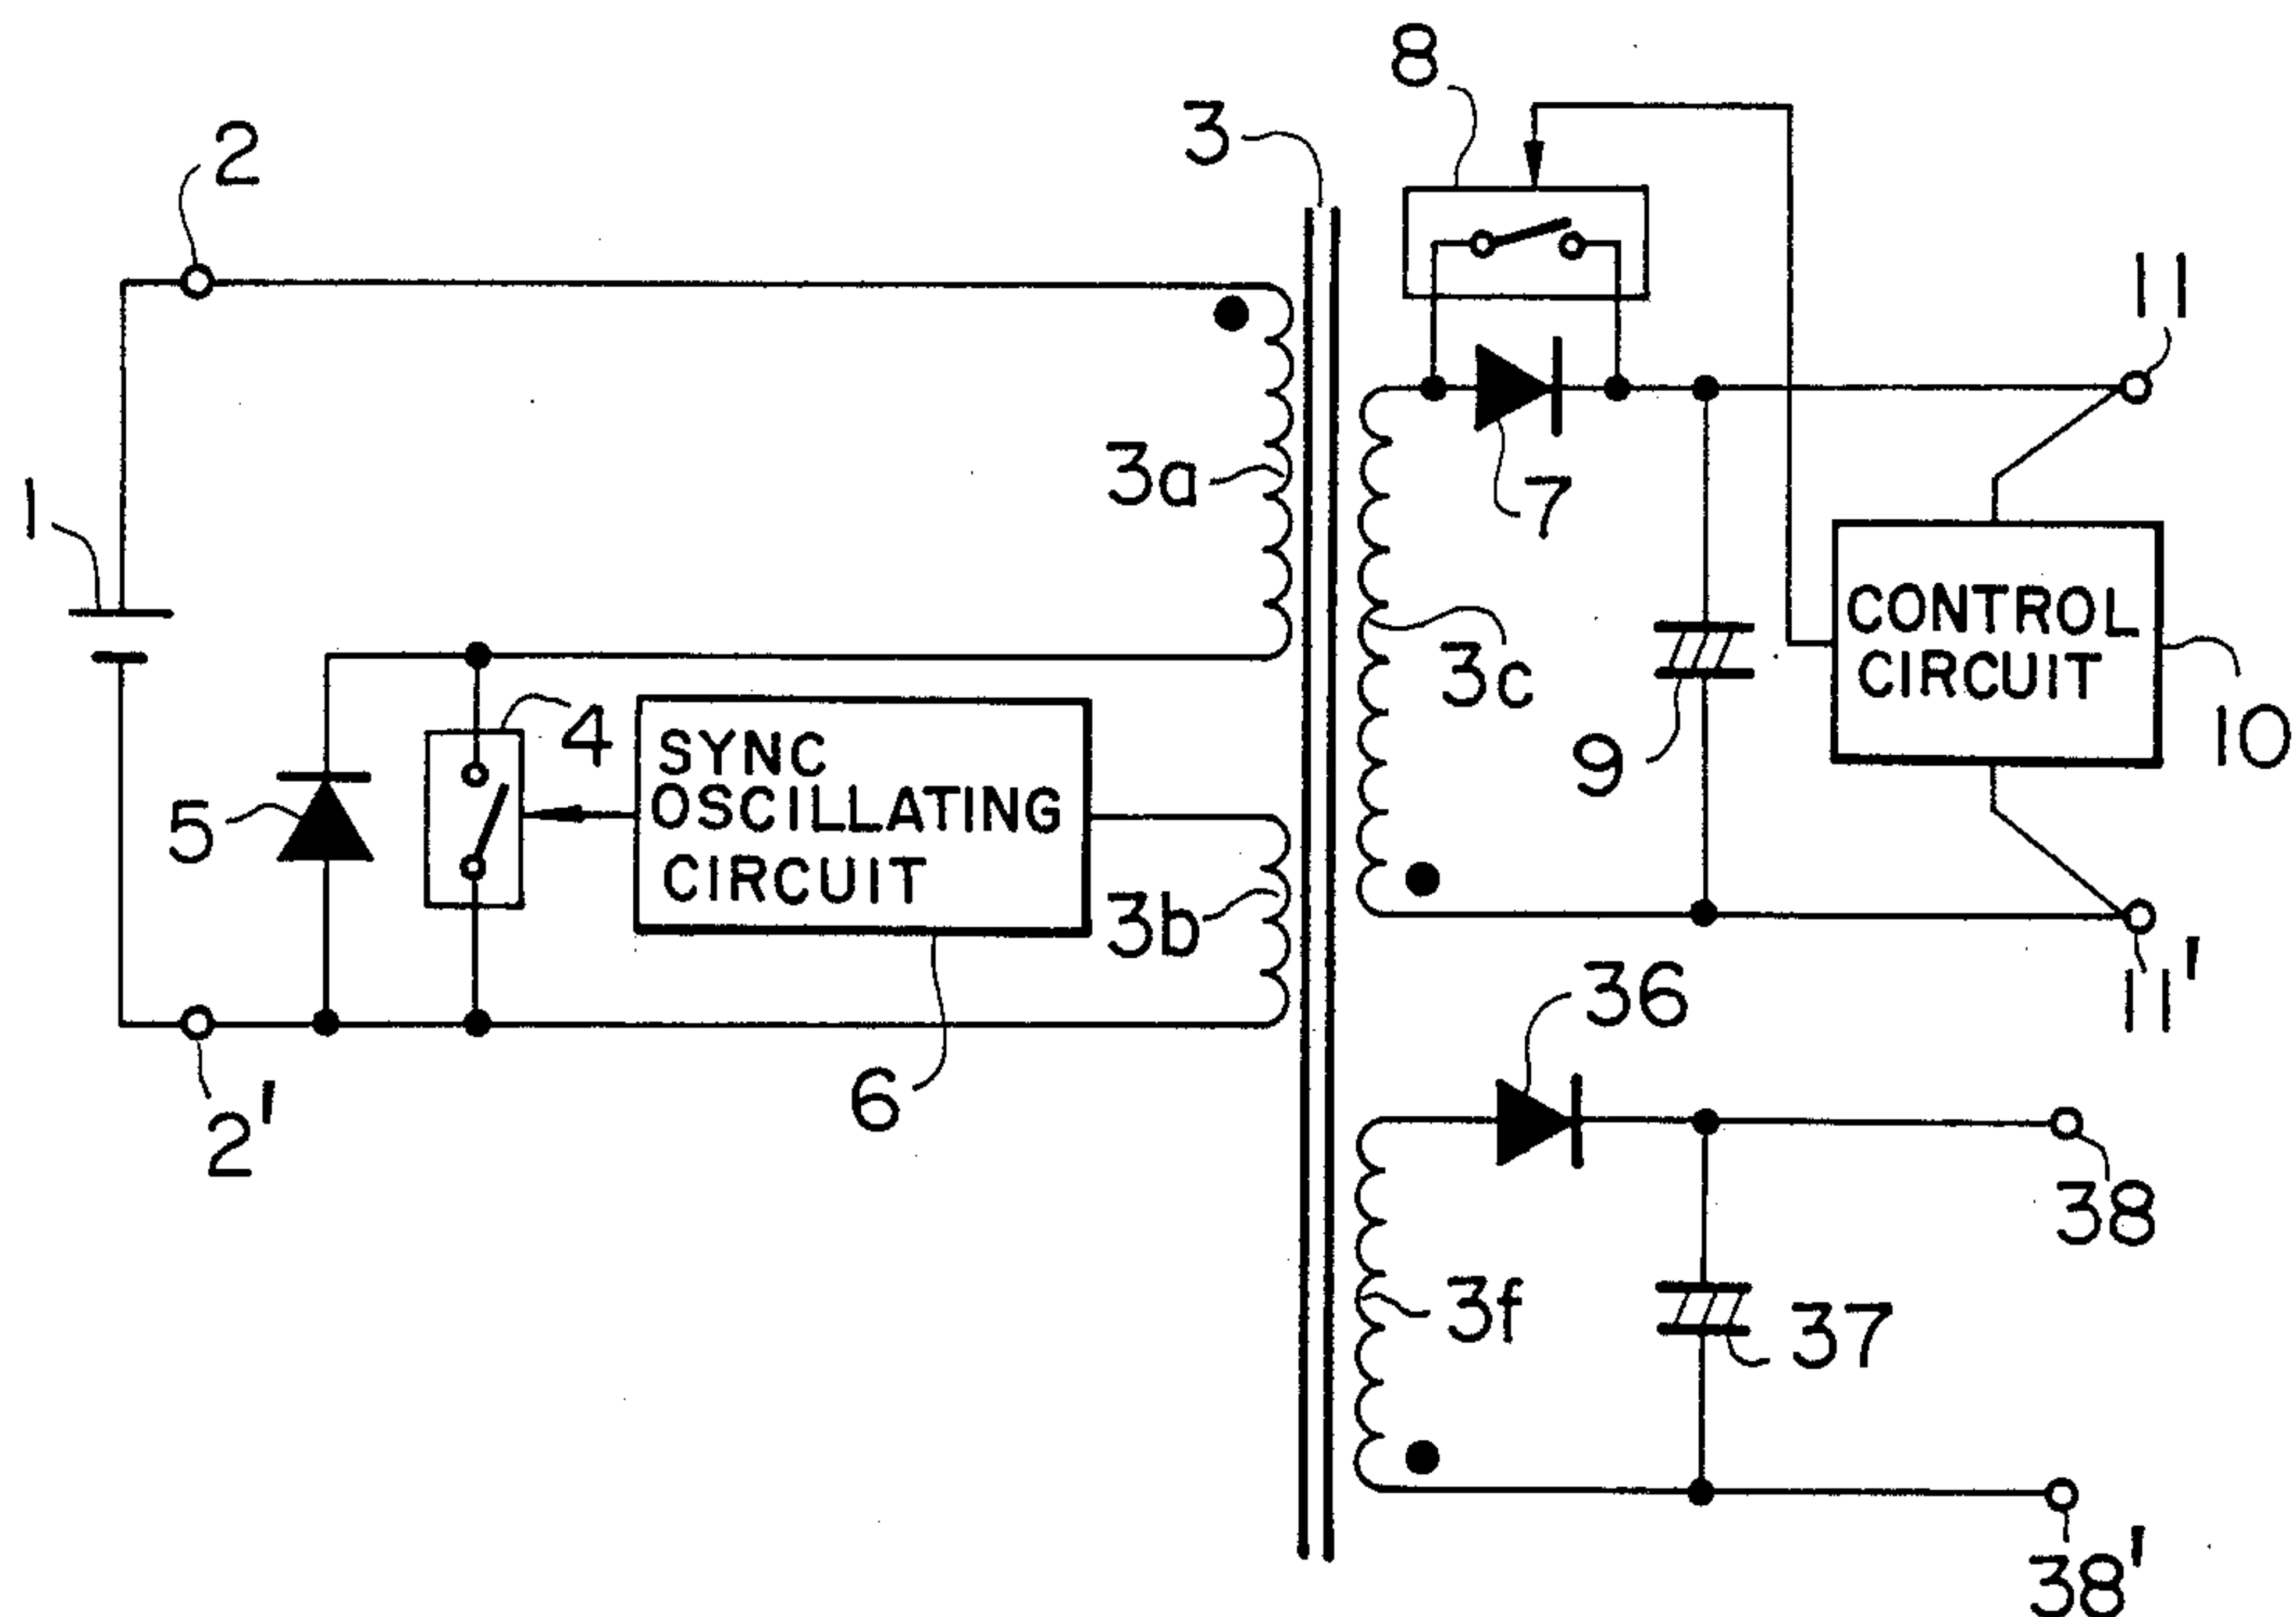 8
3
2
11
3a
7
1
CONTROL
CIRCUIT
3c
4
SYNC
OSCILLATING
CIRCUIT
9
10
5
3b
36
11'
6
2'
38
3f
37
38'